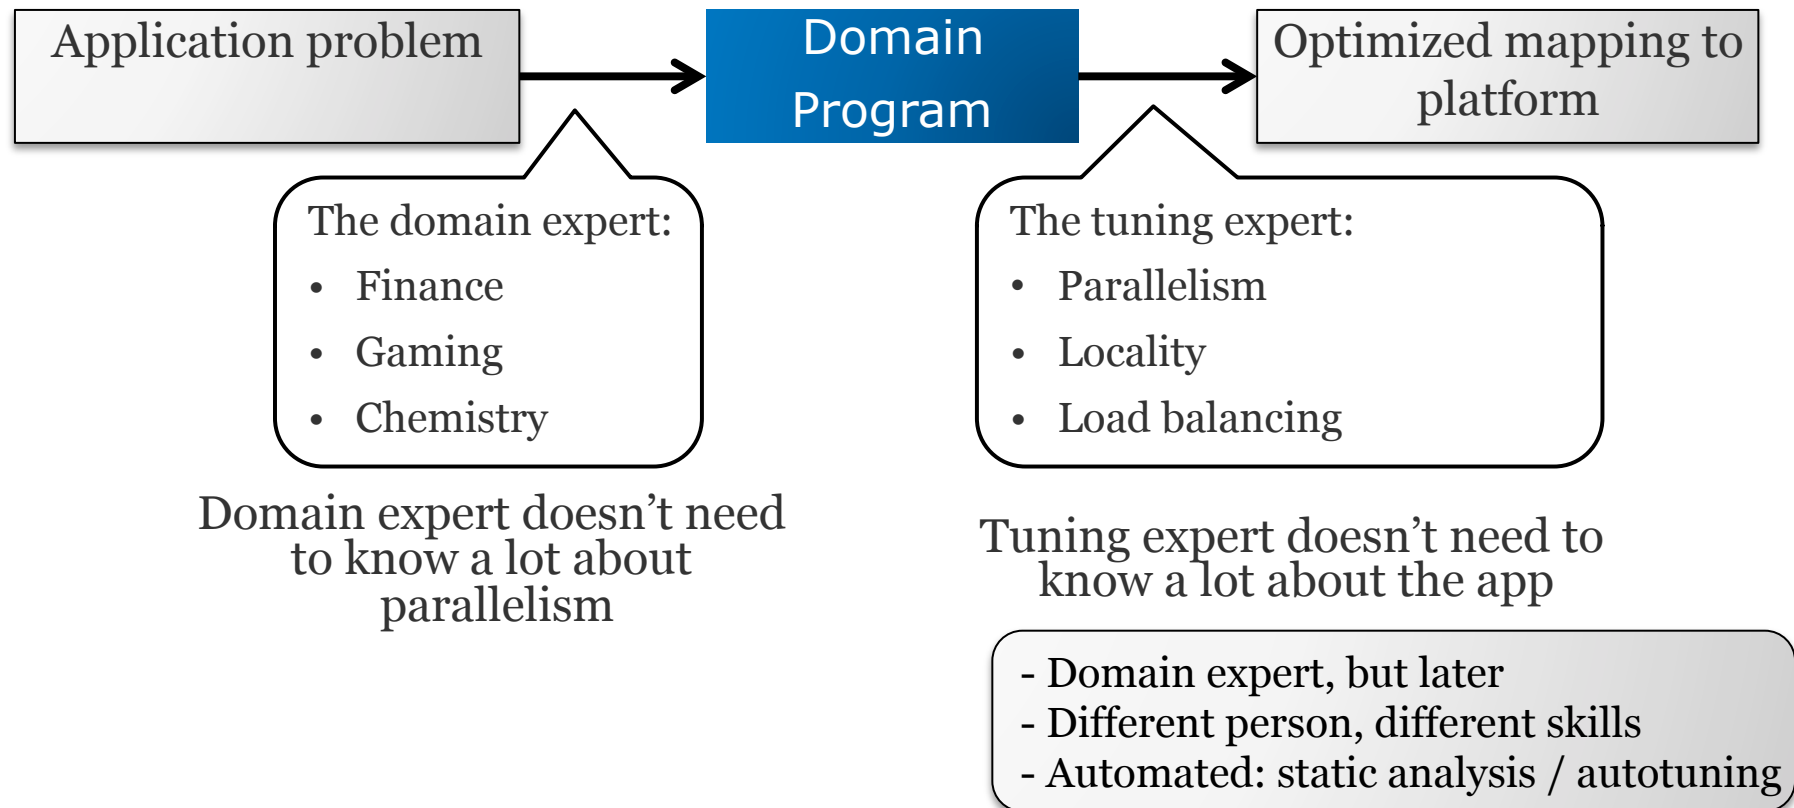 Application problem
Domain
Program
Optimized mapping to
platform
The domain expert:
• Finance
• Gaming
• Chemistry
The tuning expert:
• Parallelism
• Locality
• Load balancing
Domain expert doesn’t need
to know a lot about
parallelism
Tuning expert doesn’t need to
know a lot about the app
- Domain expert, but later
- Different person, different skills
- Automated: static analysis / autotuning